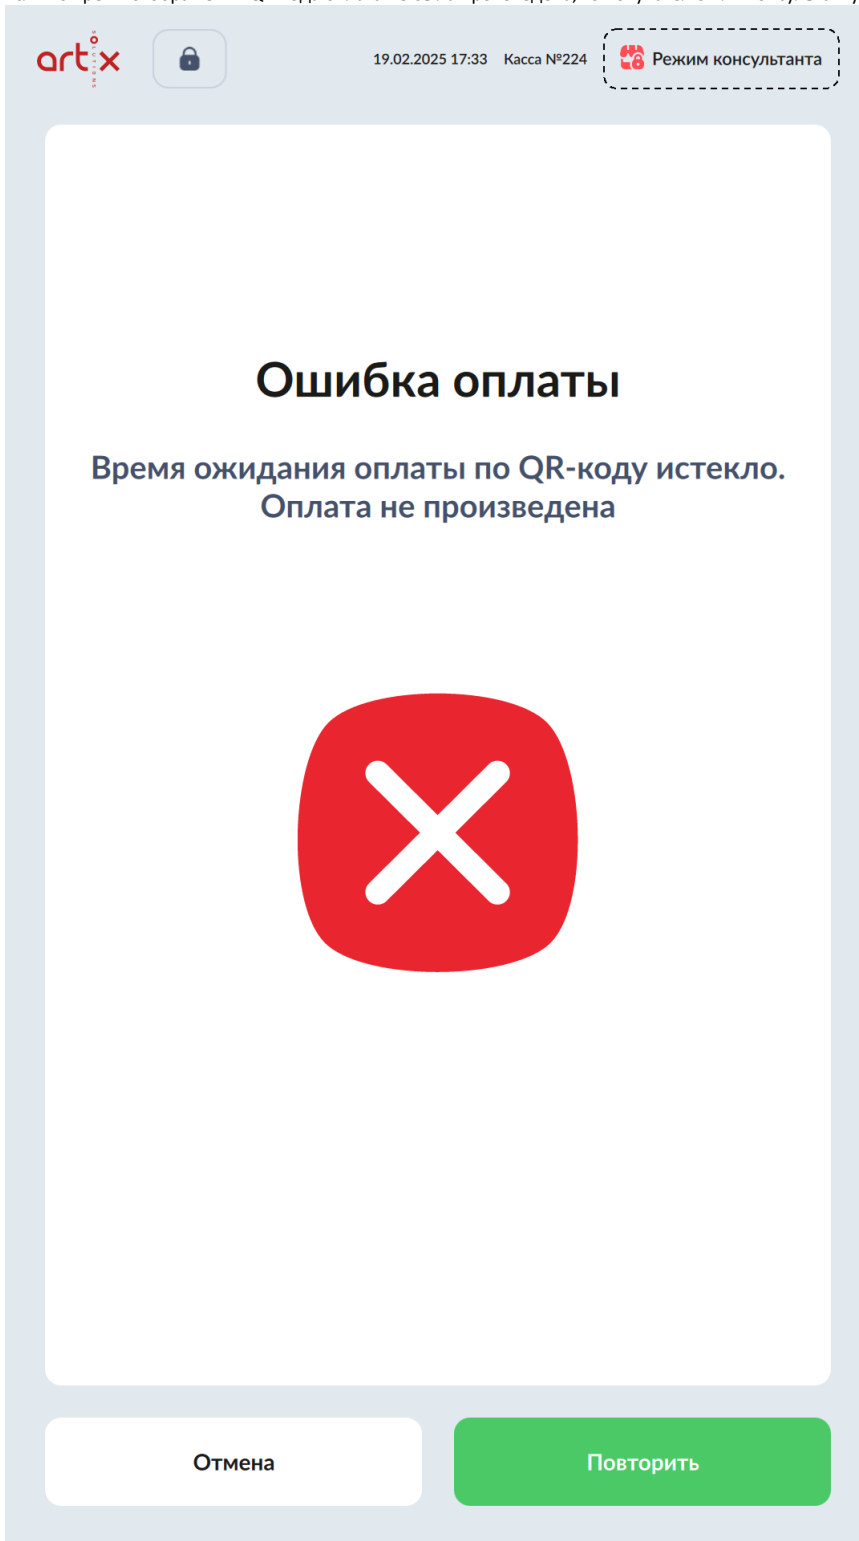 artix
SOLUTIONS
19.02.2025 17:33 Касса №224 Режим консультанта
Ошибка оплаты
Время ожидания оплаты по QR-коду истекло.
Оплата не произведена
Отмена Повторить